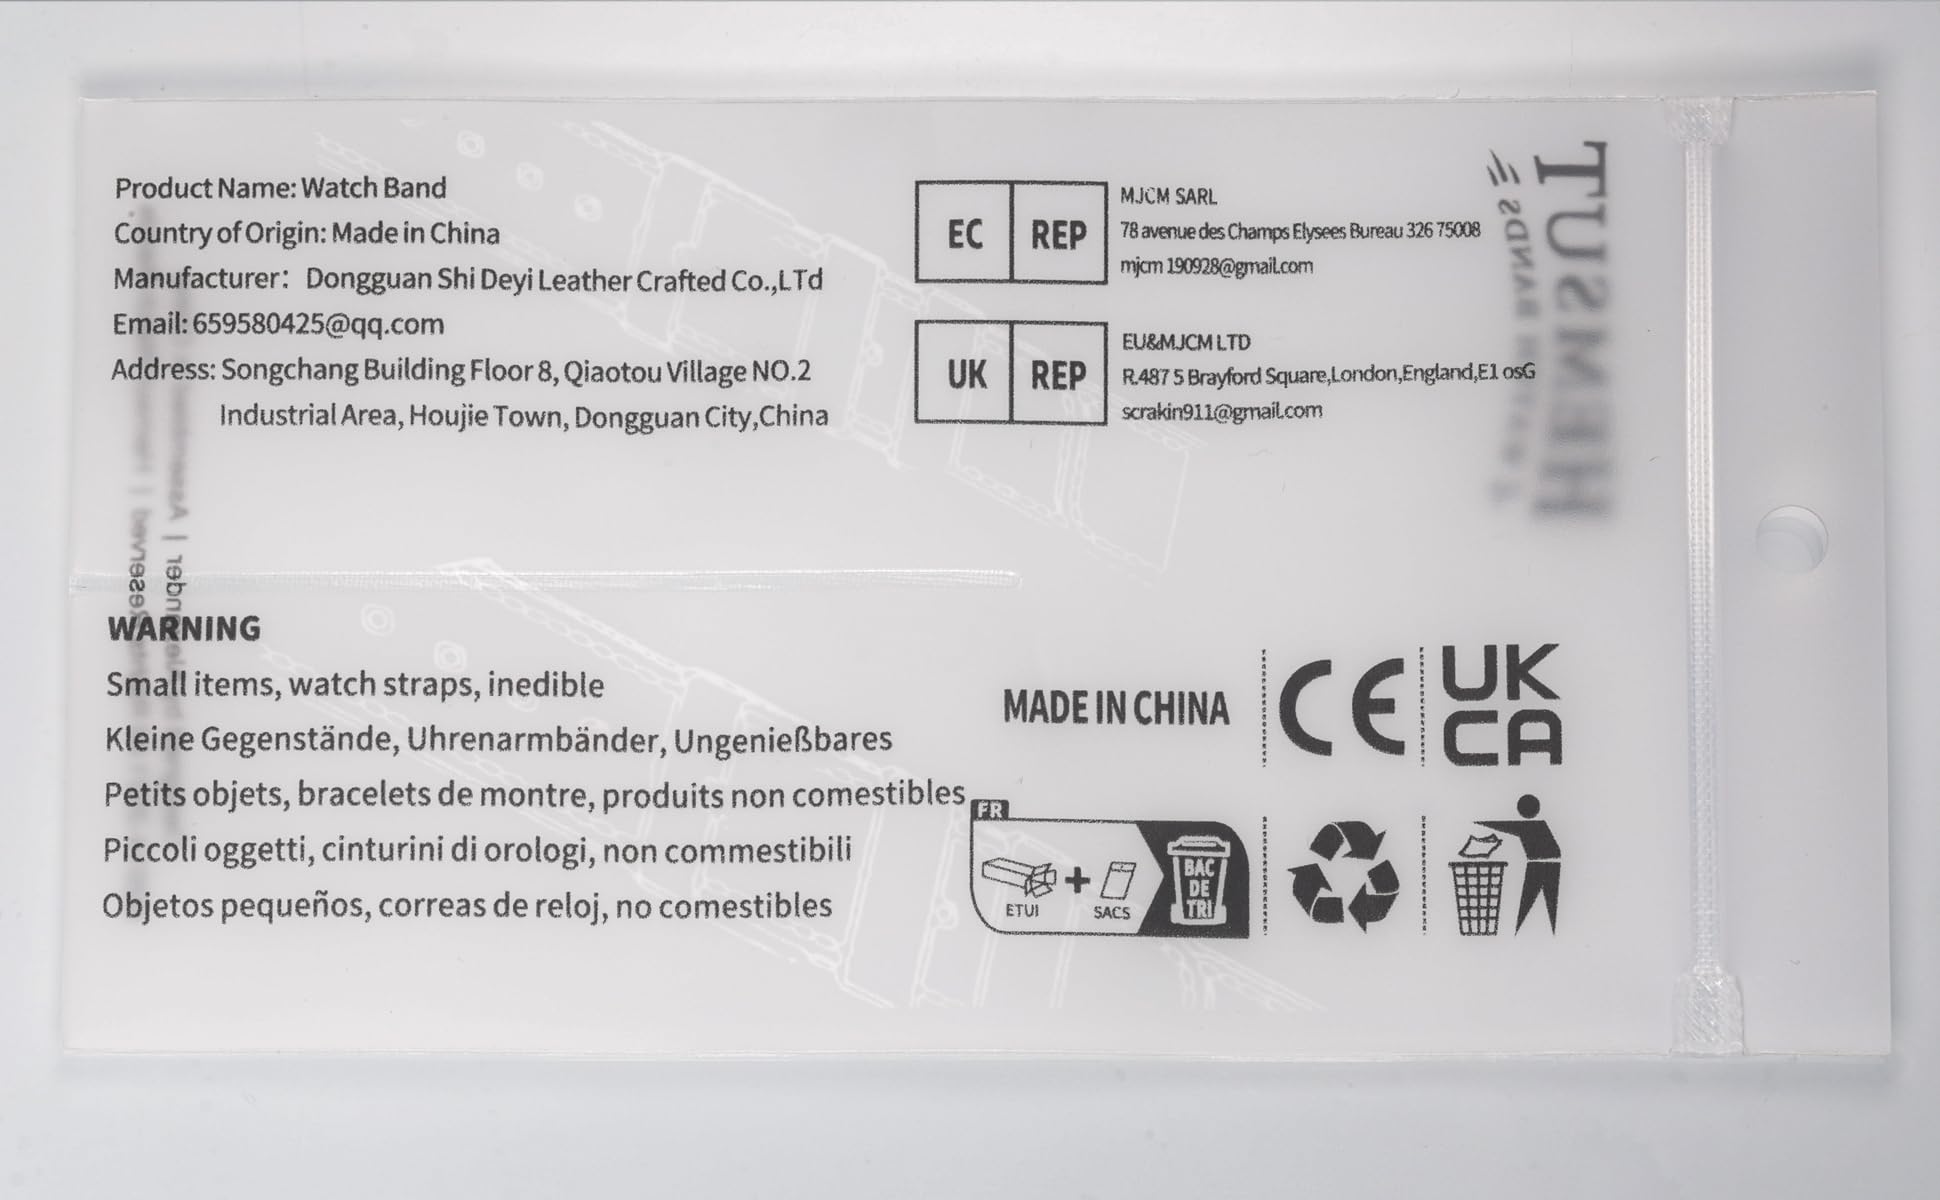 Product Name: Watch Band
Country of Origin: Made in China
Manufacturer: Dongguan Shi Deyi Leather Crafted Co.,LTd
Email: 659580425@qq.com
Address: Songchang Building Floor 8, Qiaotou Village NO.2
Industrial Area, Houjie Town, Dongguan City,China
EC REP
MJCM SARL
78 avenue des Champs Elysees Bureau 326 75008
mjcm 190928@gmail.com
UK REP
EU&MJCM LTD
R.487 5 Brayford Square,London,England,E1 osG
scrakin911@gmail.com
TUSMEH
WARNING
Small items, watch straps, inedible
Kleine Gegenstände, Uhrenarmbänder, Ungenießbares
Petits objets, bracelets de montre, produits non comestibles
Piccoli oggetti, cinturini di orologi, non commestibili
Objetos pequeños, correas de reloj, no comestibles
MADE IN CHINA
CE
UK
CA
FR
ETUI
+
SACS
BAC
DE
TRI